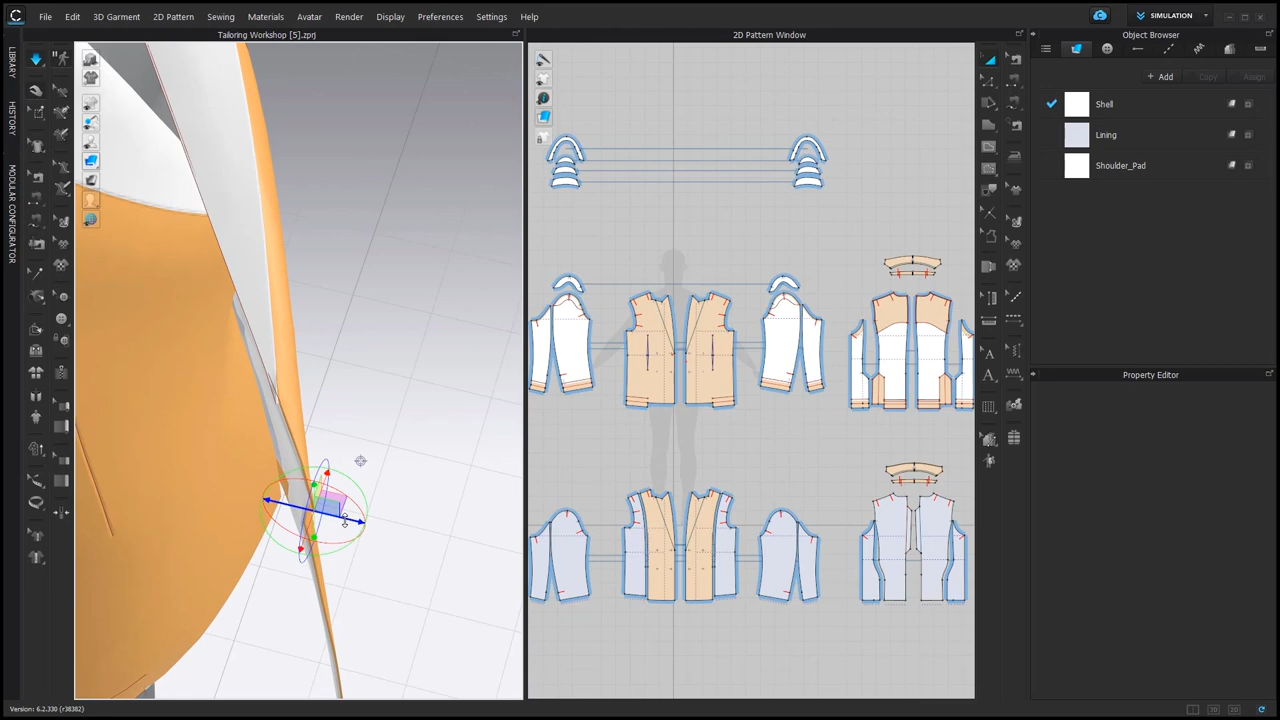 File Edit 3D Garment 2D Pattern Sewing Materials Avatar Render Display Preferences Settings Help SIMULATION
Tailoring Workshop [5].zprj
2D Pattern Window
Object Browser
LIBRARY
HISTORY
MODULAR CONFIGURATOR
+ Add Copy Assign
Shell
Lining
Shoulder_Pad
Property Editor
Version: 6.2.330 (r38382)
3D 2D